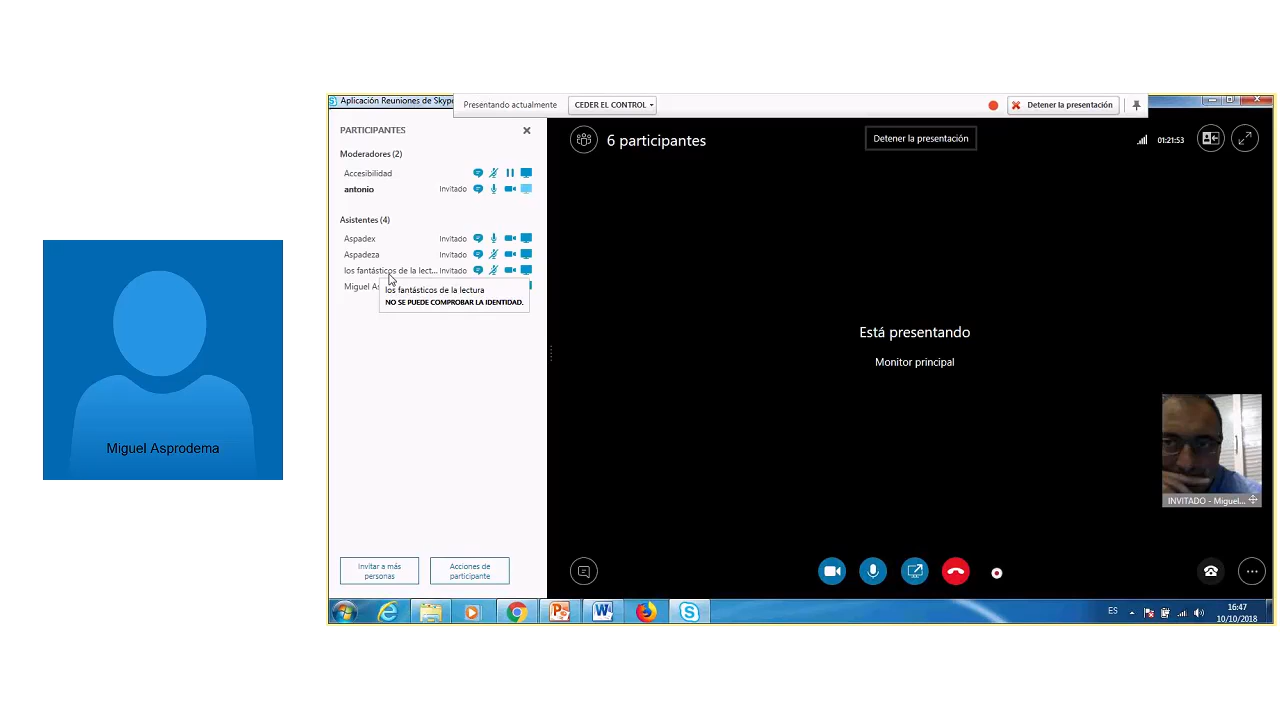 Miguel Asprodema
Aplicación Reuniones de Skype
Presentando actualmente
CEDER EL CONTROL
Detener la presentación
PARTICIPANTES
6 participantes
Detener la presentación
01:21:53
Moderadores (2)
Accesibilidad
antonio Invitado
Asistentes (4)
Aspadex Invitado
Aspadeza Invitado
los fantásticos de la lect... Invitado
Miguel As
los fantásticos de la lectura
NO SE PUEDE COMPROBAR LA IDENTIDAD.
Está presentando
Monitor principal
INVITADO - Miguel...
Invitar a más
personas
Acciones de
participante
ES
16:47
10/10/2018